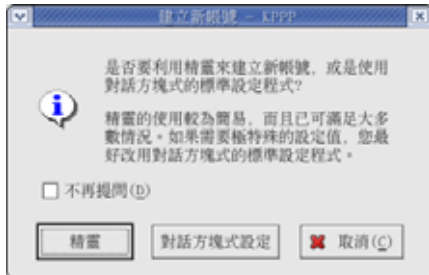 建立新帳號 - KPPP
是否要利用精靈來建立新帳號，或是使用
對話方塊式的標準設定程式？
精靈的使用較為簡易，而且已可滿足大多
數情況。如果需要極特殊的設定值，您最
好改用對話方塊式的標準設定程式。
不再提問(D)
精靈
對話方塊式設定
取消(C)